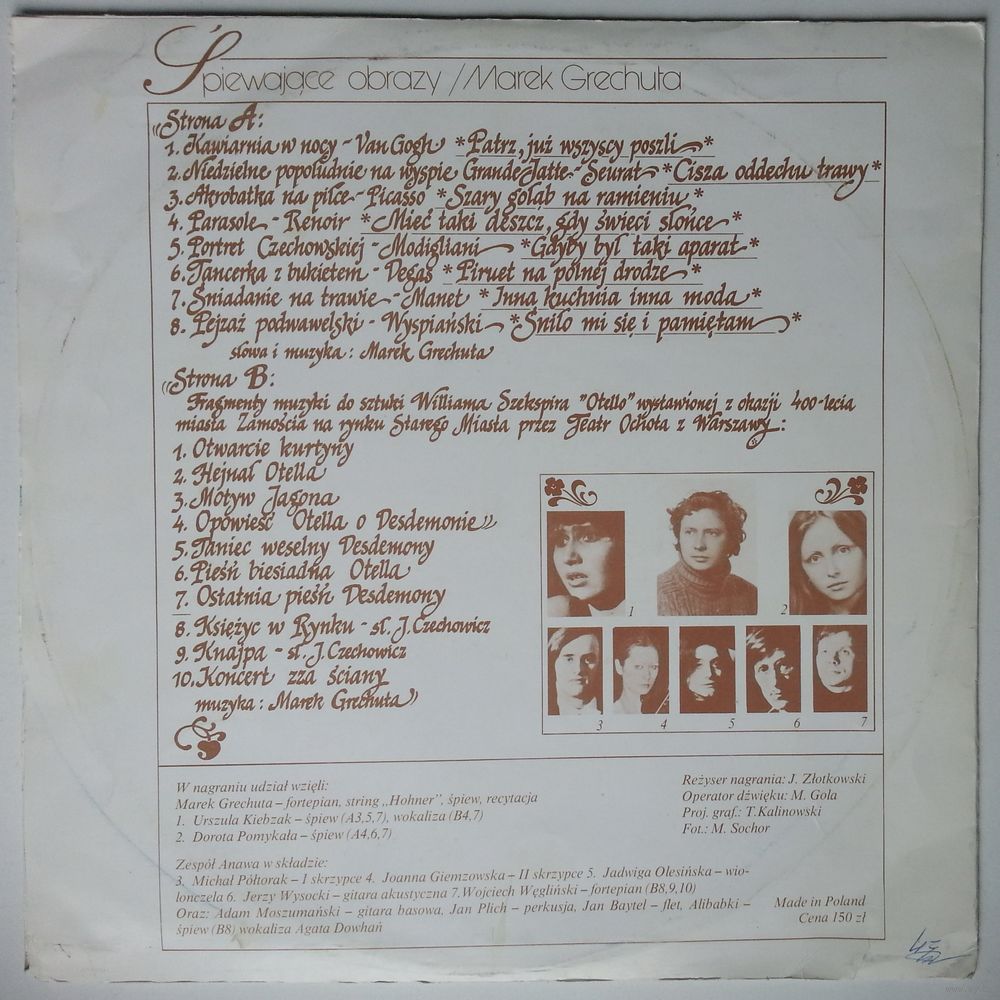 Śpiewające obrazy / Marek Grechuta
"Strona A:
1. Kawiarnia w nocy - Van Gogh *Patrz, już wszyscy poszli*
2. Niedzielne popołudnie na wyspie Grande Jatte - Seurat *Cisza oddechu trawy*
3. Akrobatka na piłce - Picasso *Szary gołąb na ramieniu*
4. Parasole - Renoir *Mieć taki deszcz, gdy świeci słońce*
5. Portret Czechowskiej - Modigliani *Gdyby był taki aparat*
6. Tancerka z bukietem - Degas *Piruet na polnej drodze*
7. Śniadanie na trawie - Manet *Inna kuchnia inna moda*
8. Pejzaż podwawelski - Wyspiański *Śniło mi się i pamiętam*
słowa i muzyka: Marek Grechuta
"Strona B:
Fragmenty muzyki do sztuki Williama Szekspira "Otello" wystawionej z okazji 400-lecia
miasta Zamościa na rynku Starego Miasta przez Teatr Ochota z Warszawy:
1. Otwarcie kurtyny
2. Hejnał Otella
3. Motyw Jagona
4. Opowieść Otella o Desdemonie"
5. Taniec weselny Desdemony
6. Pieśń biesiadna Otella
7. Ostatnia pieśń Desdemony
8. Księżyc w Rynku - sł. J. Czechowicz
9. Knajpa - sł. J. Czechowicz
10. Koncert zza ściany
muzyka: Marek Grechuta
1 2
3 4 5 6 7
W nagraniu udział wzięli:
Marek Grechuta – fortepian, string „Hohner”, śpiew, recytacja
1. Urszula Kiebzak – śpiew (A3,5,7), wokaliza (B4,7)
2. Dorota Pomykała – śpiew (A4,6,7)
Reżyser nagrania: J. Złotkowski
Operator dźwięku: M. Gola
Proj. graf.: T. Kalinowski
Fot.: M. Sochor
Zespół Anawa w składzie:
3. Michał Półtorak – I skrzypce 4. Joanna Giemzowska – II skrzypce 5. Jadwiga Olesińska – wio-
lonczela 6. Jerzy Wysocki – gitara akustyczna 7. Wojciech Węgliński – fortepian (B8,9,10)
Oraz: Adam Moszumański – gitara basowa, Jan Plich – perkusja, Jan Baytel – flet, Alibabki –
śpiew (B8) wokaliza Agata Dowhań
Made in Poland
Cena 150 zł